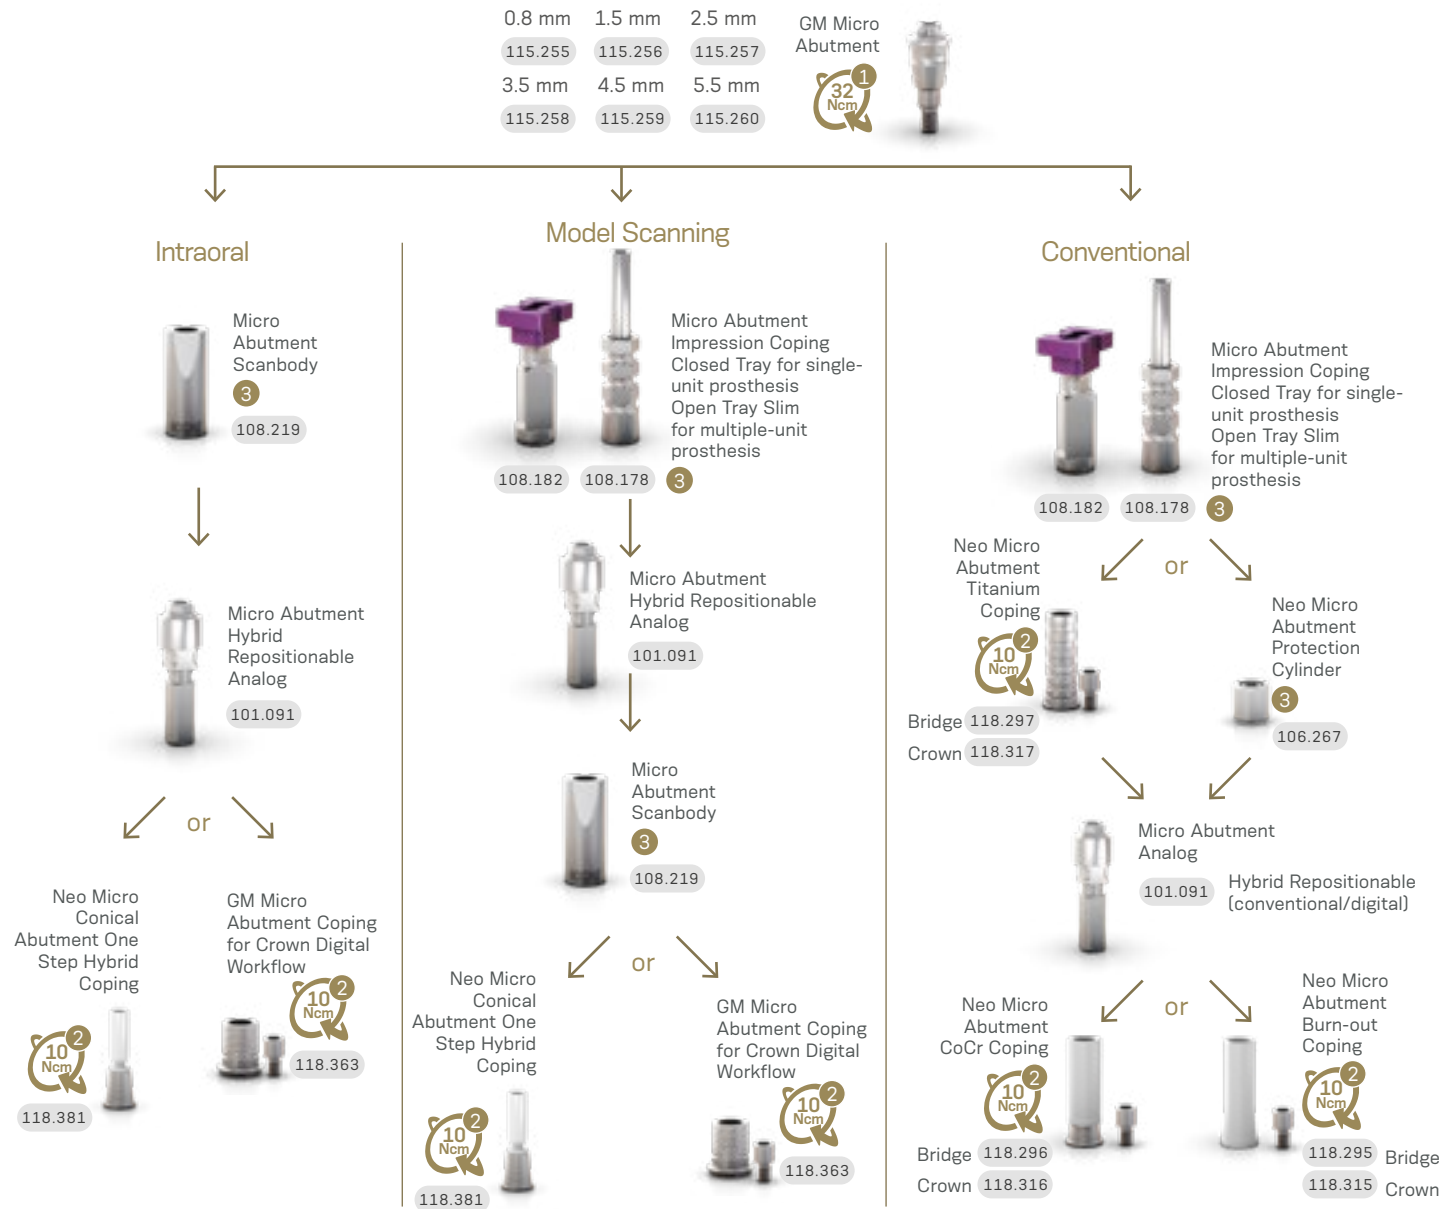 0.8 mm 1.5 mm 2.5 mm
115.255 115.256 115.257
3.5 mm 4.5 mm 5.5 mm
115.258 115.259 115.260
GM Micro
Abutment
32
Ncm
1
Intraoral
Micro
Abutment
Scanbody
3
108.219
Micro Abutment
Hybrid
Repositionable
Analog
101.091
or
Neo Micro
Conical
Abutment One
Step Hybrid
Coping
10
Ncm
2
118.381
GM Micro
Abutment Coping
for Crown Digital
Workflow
10
Ncm
2
118.363
Model Scanning
Micro Abutment
Impression Coping
Closed Tray for single-
unit prosthesis
Open Tray Slim
for multiple-unit
prosthesis
108.182 108.178 3
Micro Abutment
Hybrid Repositionable
Analog
101.091
Micro
Abutment
Scanbody
3
108.219
or
Neo Micro
Conical
Abutment One
Step Hybrid
Coping
10
Ncm
2
118.381
GM Micro
Abutment Coping
for Crown Digital
Workflow
10
Ncm
2
118.363
Conventional
Micro Abutment
Impression Coping
Closed Tray for single-
unit prosthesis
Open Tray Slim
for multiple-unit
prosthesis
108.182 108.178 3
or
Neo Micro
Abutment
Titanium
Coping
10
Ncm
2
Bridge 118.297
Crown 118.317
Neo Micro
Abutment
Protection
Cylinder
3
106.267
Micro Abutment
Analog
101.091 Hybrid Repositionable
(conventional/digital)
or
Neo Micro
Abutment
CoCr Coping
10
Ncm
2
Bridge 118.296
Crown 118.316
Neo Micro
Abutment
Burn-out
Coping
10
Ncm
2
118.295 Bridge
118.315 Crown